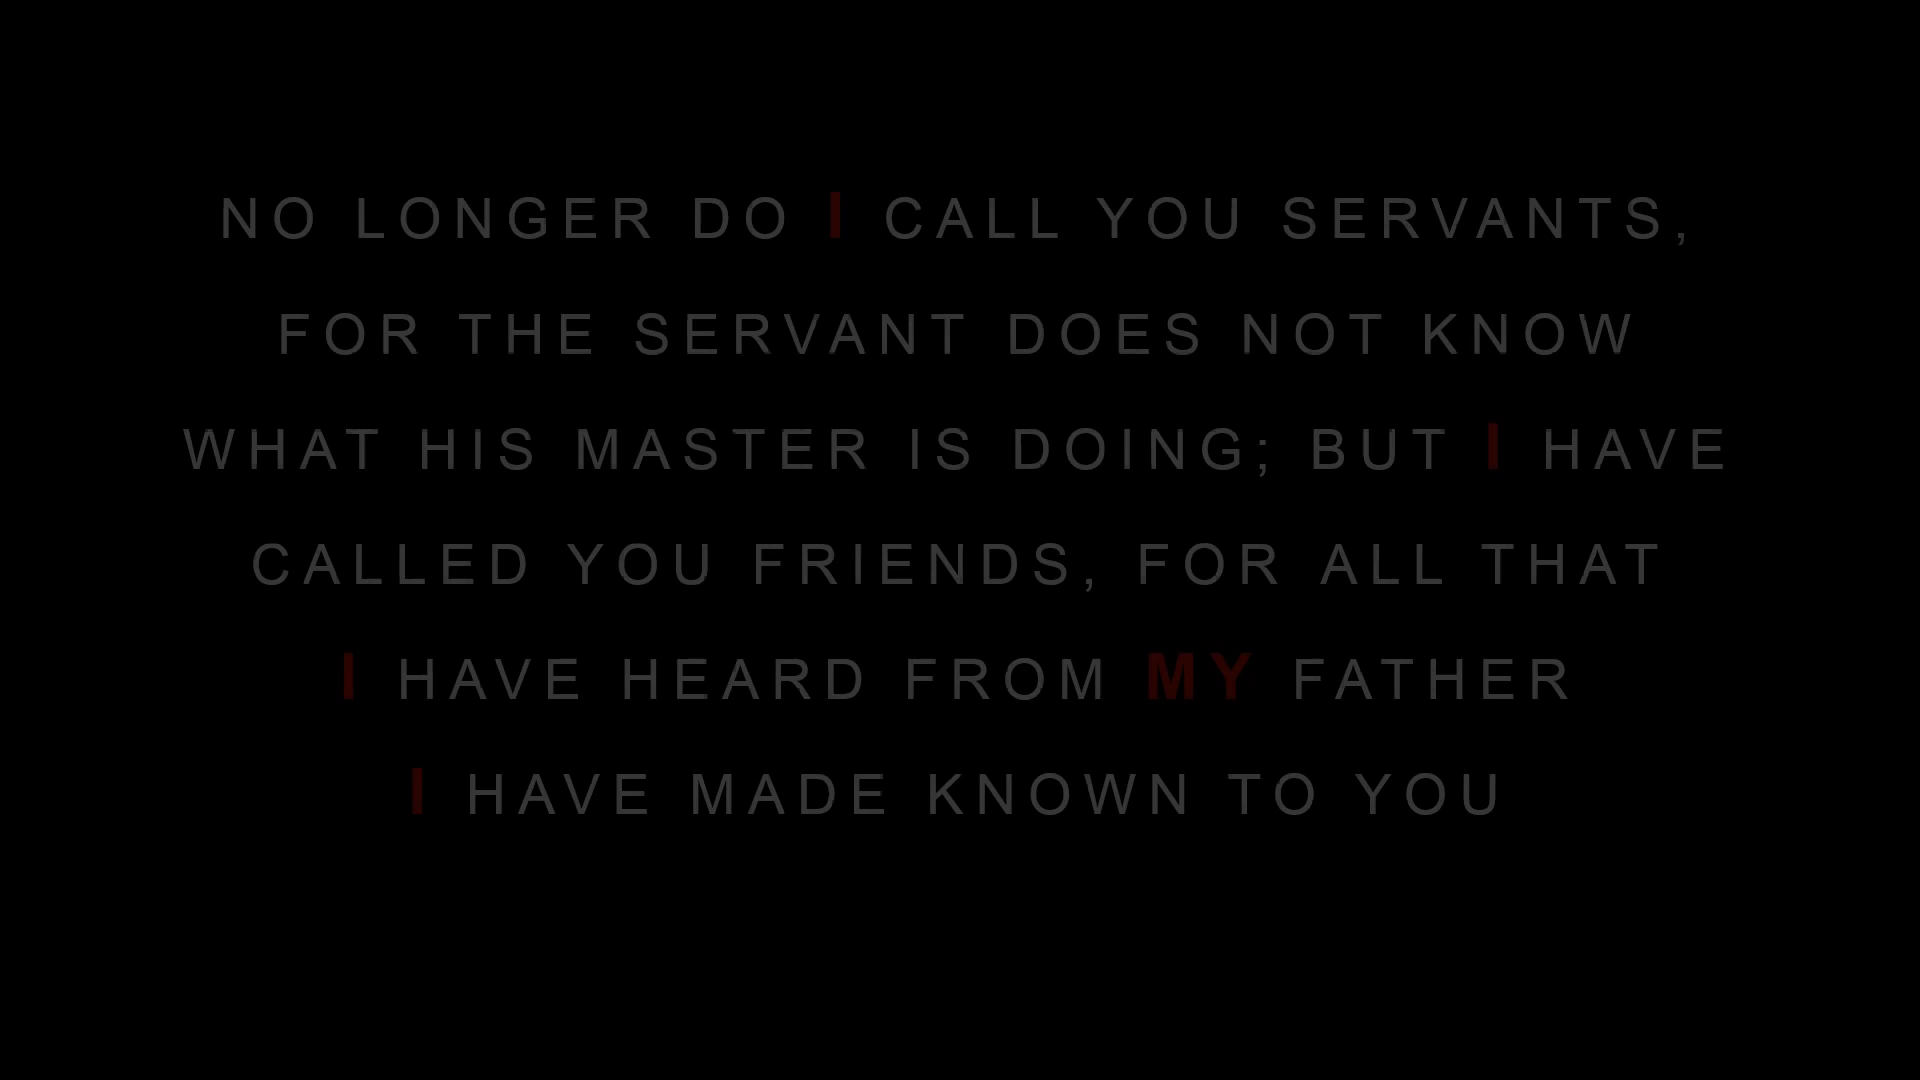 NO LONGER DO I CALL YOU SERVANTS,
FOR THE SERVANT DOES NOT KNOW
WHAT HIS MASTER IS DOING; BUT I HAVE
CALLED YOU FRIENDS, FOR ALL THAT
I HAVE HEARD FROM MY FATHER
I HAVE MADE KNOWN TO YOU